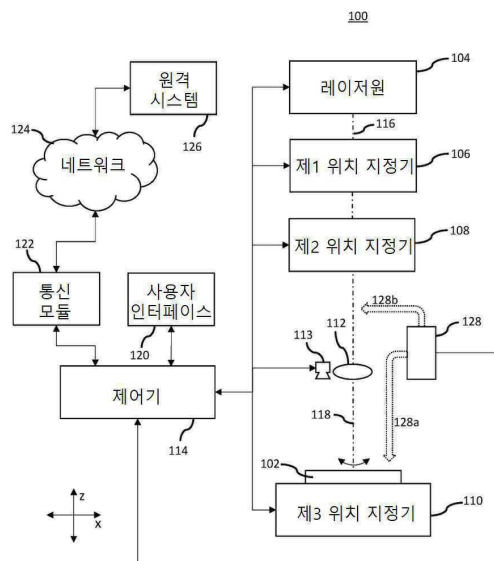 100
원격
시스템
126
124
네트워크
레이저원
104
116
제1 위치 지정기
106
제2 위치 지정기
108
122
통신
모듈
사용자
인터페이스
120
113
112
128b
128
128a
제어기
114
118
102
제3 위치 지정기
110
z
x